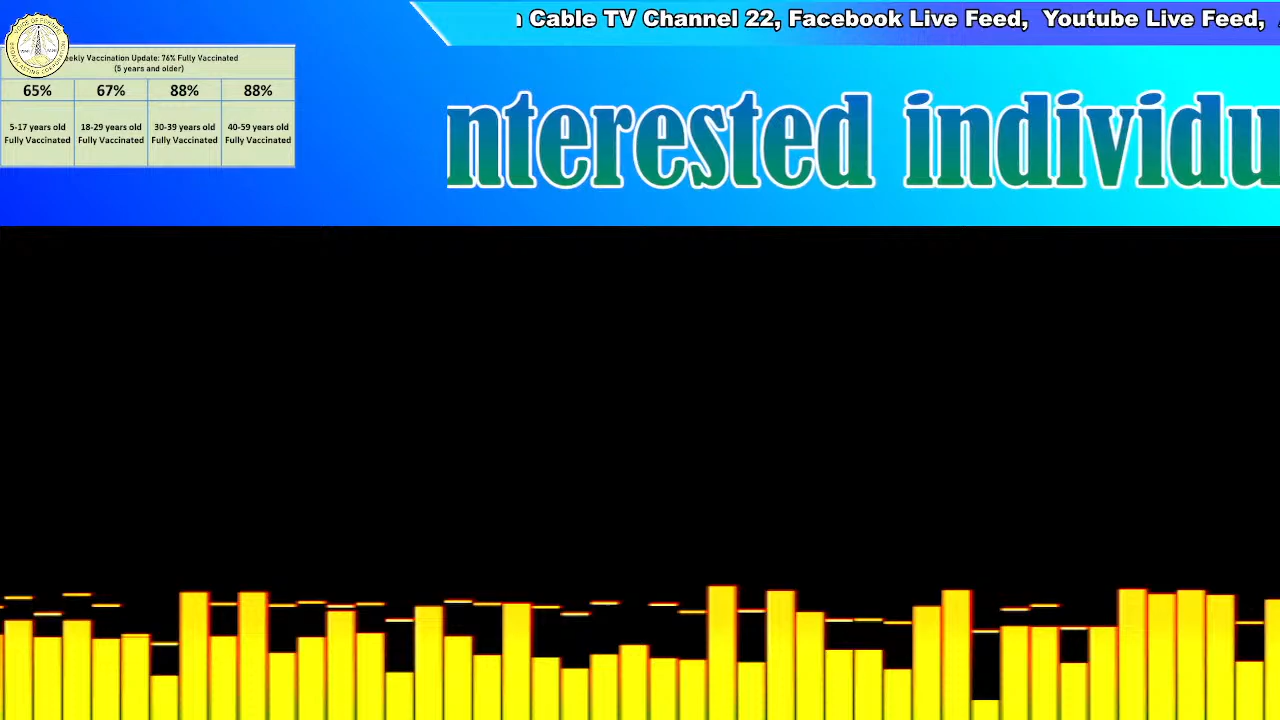 Cable TV Channel 22, Facebook Live Feed, Youtube Live Feed,
Vaccination Update: 76% Fully Vaccinated
(5 years and older)
65% 67% 88% 88%
5-17 years old 18-29 years old 30-39 years old 40-59 years old
Fully Vaccinated Fully Vaccinated Fully Vaccinated Fully Vaccinated
nterested individu